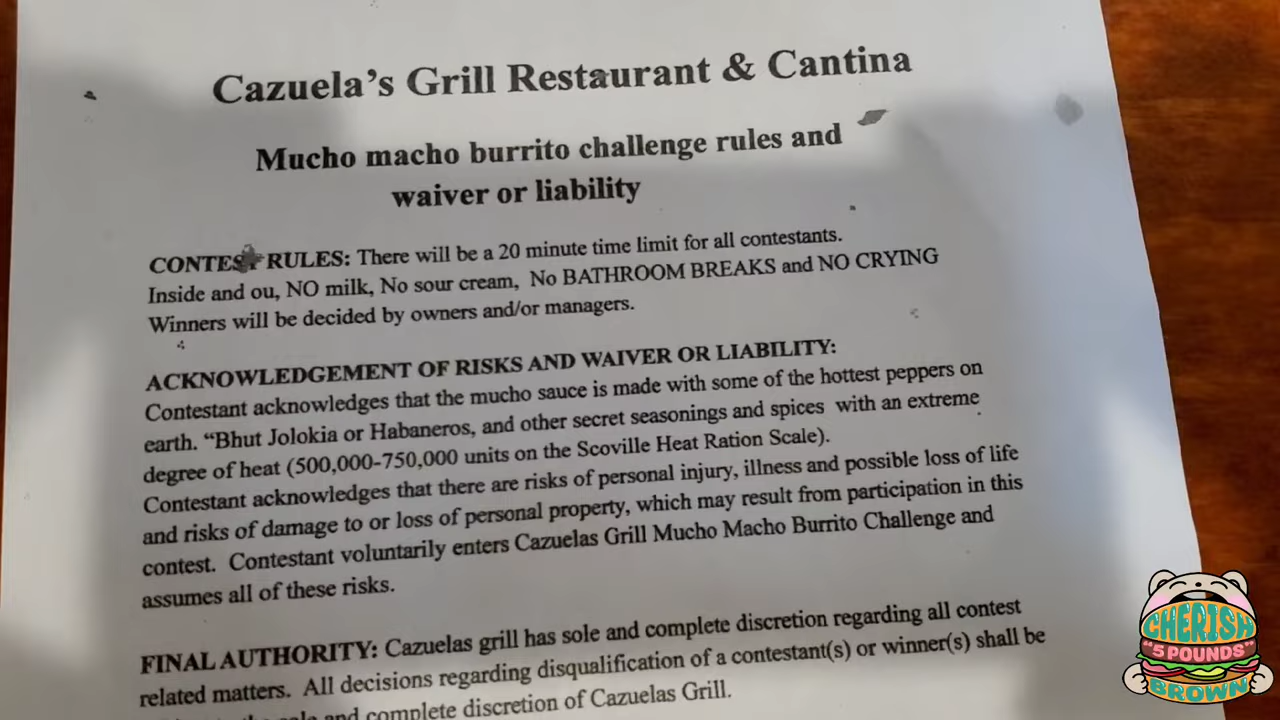 Cazuela's Grill Restaurant & Cantina
Mucho macho burrito challenge rules and
waiver or liability
CONTEST RULES: There will be a 20 minute time limit for all contestants.
Inside and ou, NO milk, No sour cream, No BATHROOM BREAKS and NO CRYING
Winners will be decided by owners and/or managers.
ACKNOWLEDGEMENT OF RISKS AND WAIVER OR LIABILITY:
Contestant acknowledges that the mucho sauce is made with some of the hottest peppers on
earth. "Bhut Jolokia or Habaneros, and other secret seasonings and spices with an extreme
degree of heat (500,000-750,000 units on the Scoville Heat Ration Scale).
Contestant acknowledges that there are risks of personal injury, illness and possible loss of life
and risks of damage to or loss of personal property, which may result from participation in this
contest. Contestant voluntarily enters Cazuelas Grill Mucho Macho Burrito Challenge and
assumes all of these risks.
FINAL AUTHORITY: Cazuelas grill has sole and complete discretion regarding all contest
related matters. All decisions regarding disqualification of a contestant(s) or winner(s) shall be
the sole and complete discretion of Cazuelas Grill.
CHERISH
"5 POUNDS"
BROWN